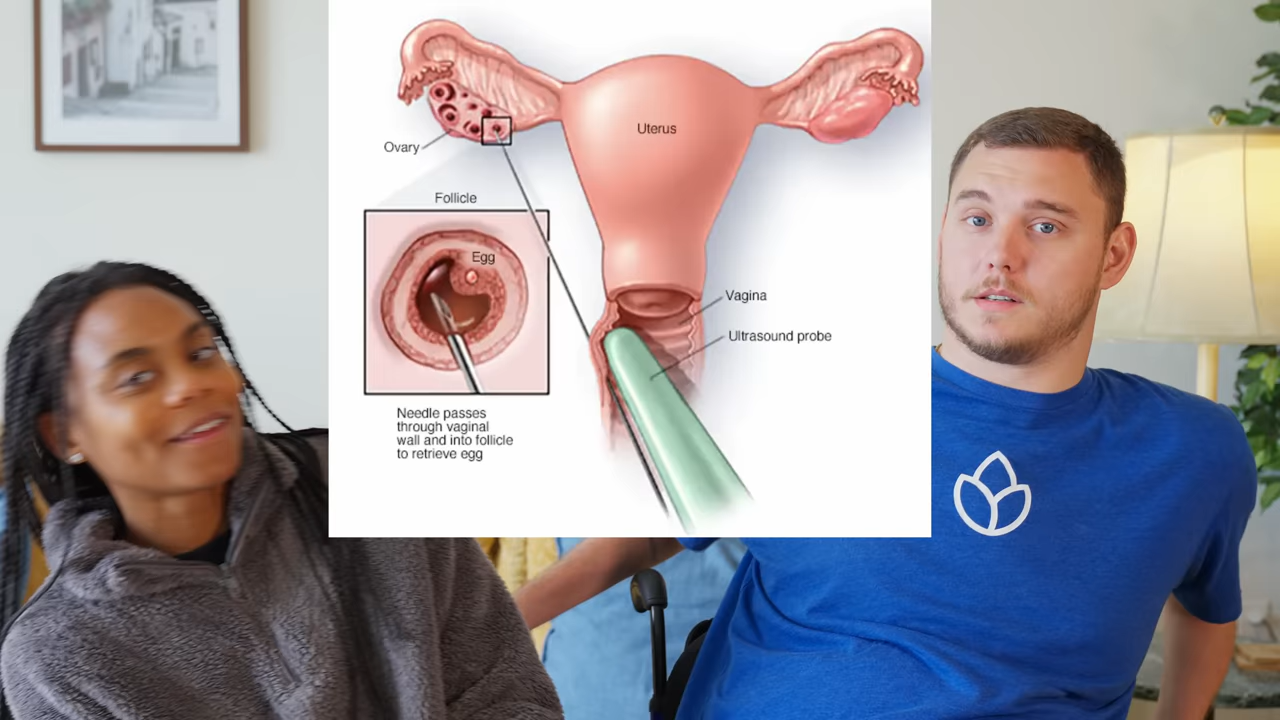 Uterus
Ovary
Follicle
Egg
Vagina
Ultrasound probe
Needle passes
through vaginal
wall and into follicle
to retrieve egg